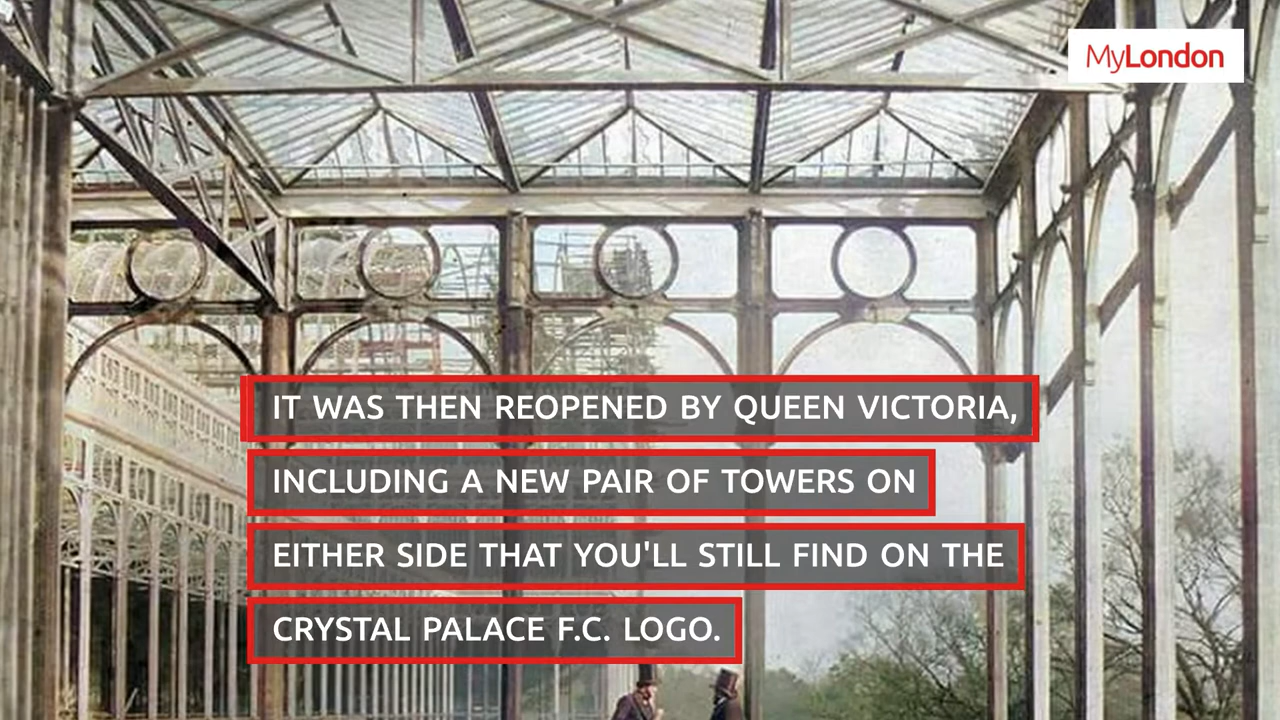 MyLondon
IT WAS THEN REOPENED BY QUEEN VICTORIA,
INCLUDING A NEW PAIR OF TOWERS ON
EITHER SIDE THAT YOU'LL STILL FIND ON THE
CRYSTAL PALACE F.C. LOGO.